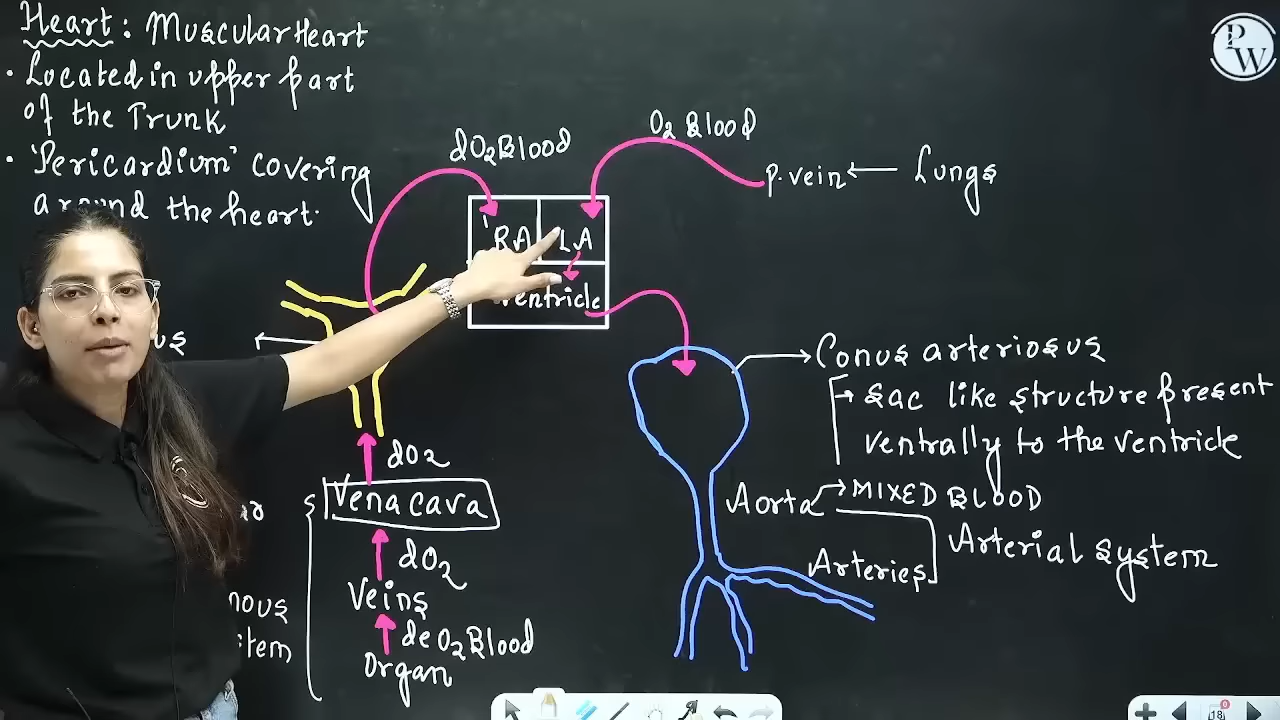 Heart: Muscular Heart
· Located in upper part
of the Trunk
· 'Pericardium' covering
around the heart.
PW
dO2 Blood
O2 Blood
p.vein ← Lungs
RA
LA
ventricle
Conus arteriosus
→ sac like structure present
ventrally to the ventricle
Aorta → MIXED BLOOD
Arteries
Arterial system
dO2
Vena cava
dO2
Veins
deO2 Blood
Organ
18